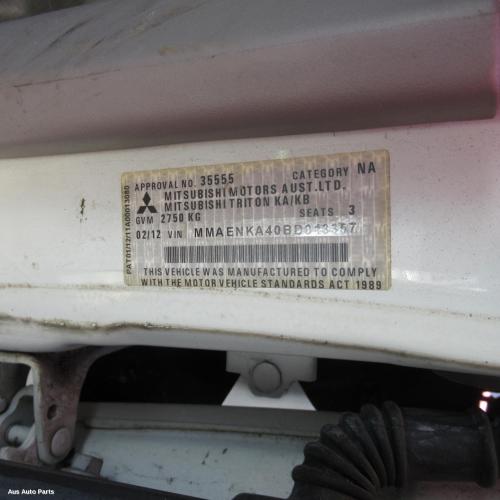 APPROVAL NO. 35555 CATEGORY NA
MITSUBISHI MOTORS AUST.LTD.
MITSUBISHI TRITON KA/KB
GVM 2750 KG SEATS 3
02/12 VIN
THIS VEHICLE WAS MANUFACTURED TO COMPLY
WITH THE MOTOR VEHICLE STANDARDS ACT 1989
Aus Auto Parts